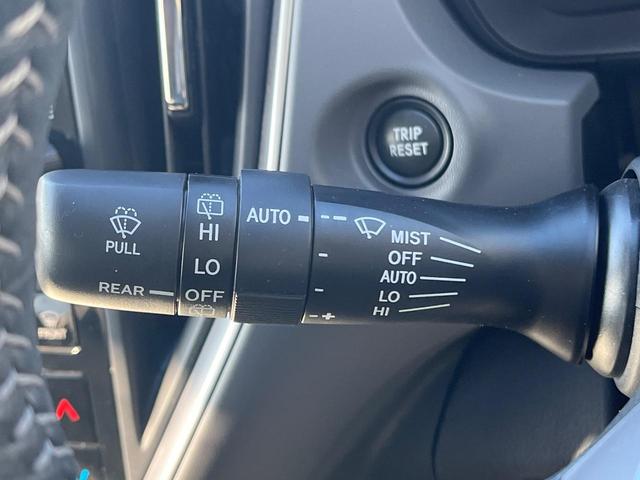 TRIP
RESET
PULL
REAR
HI
LO
OFF
AUTO
MIST
OFF
AUTO
LO
HI
- +